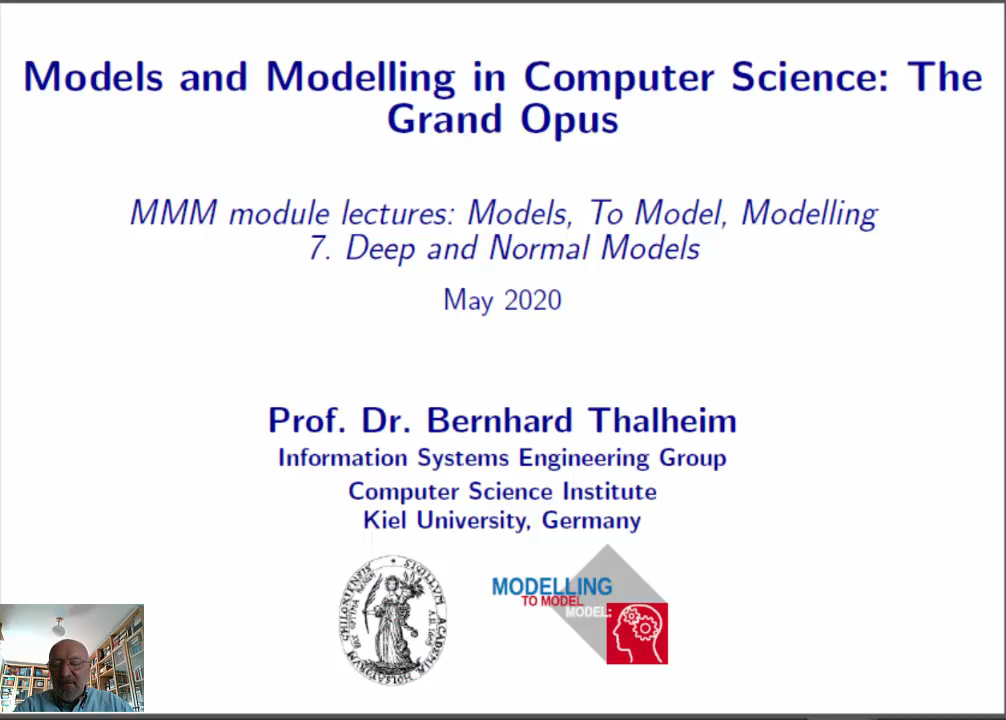 Models and Modelling in Computer Science: The
Grand Opus
MMM module lectures: Models, To Model, Modelling
7. Deep and Normal Models
May 2020
Prof. Dr. Bernhard Thalheim
Information Systems Engineering Group
Computer Science Institute
Kiel University, Germany
MODELLING
TO MODEL
MODEL: